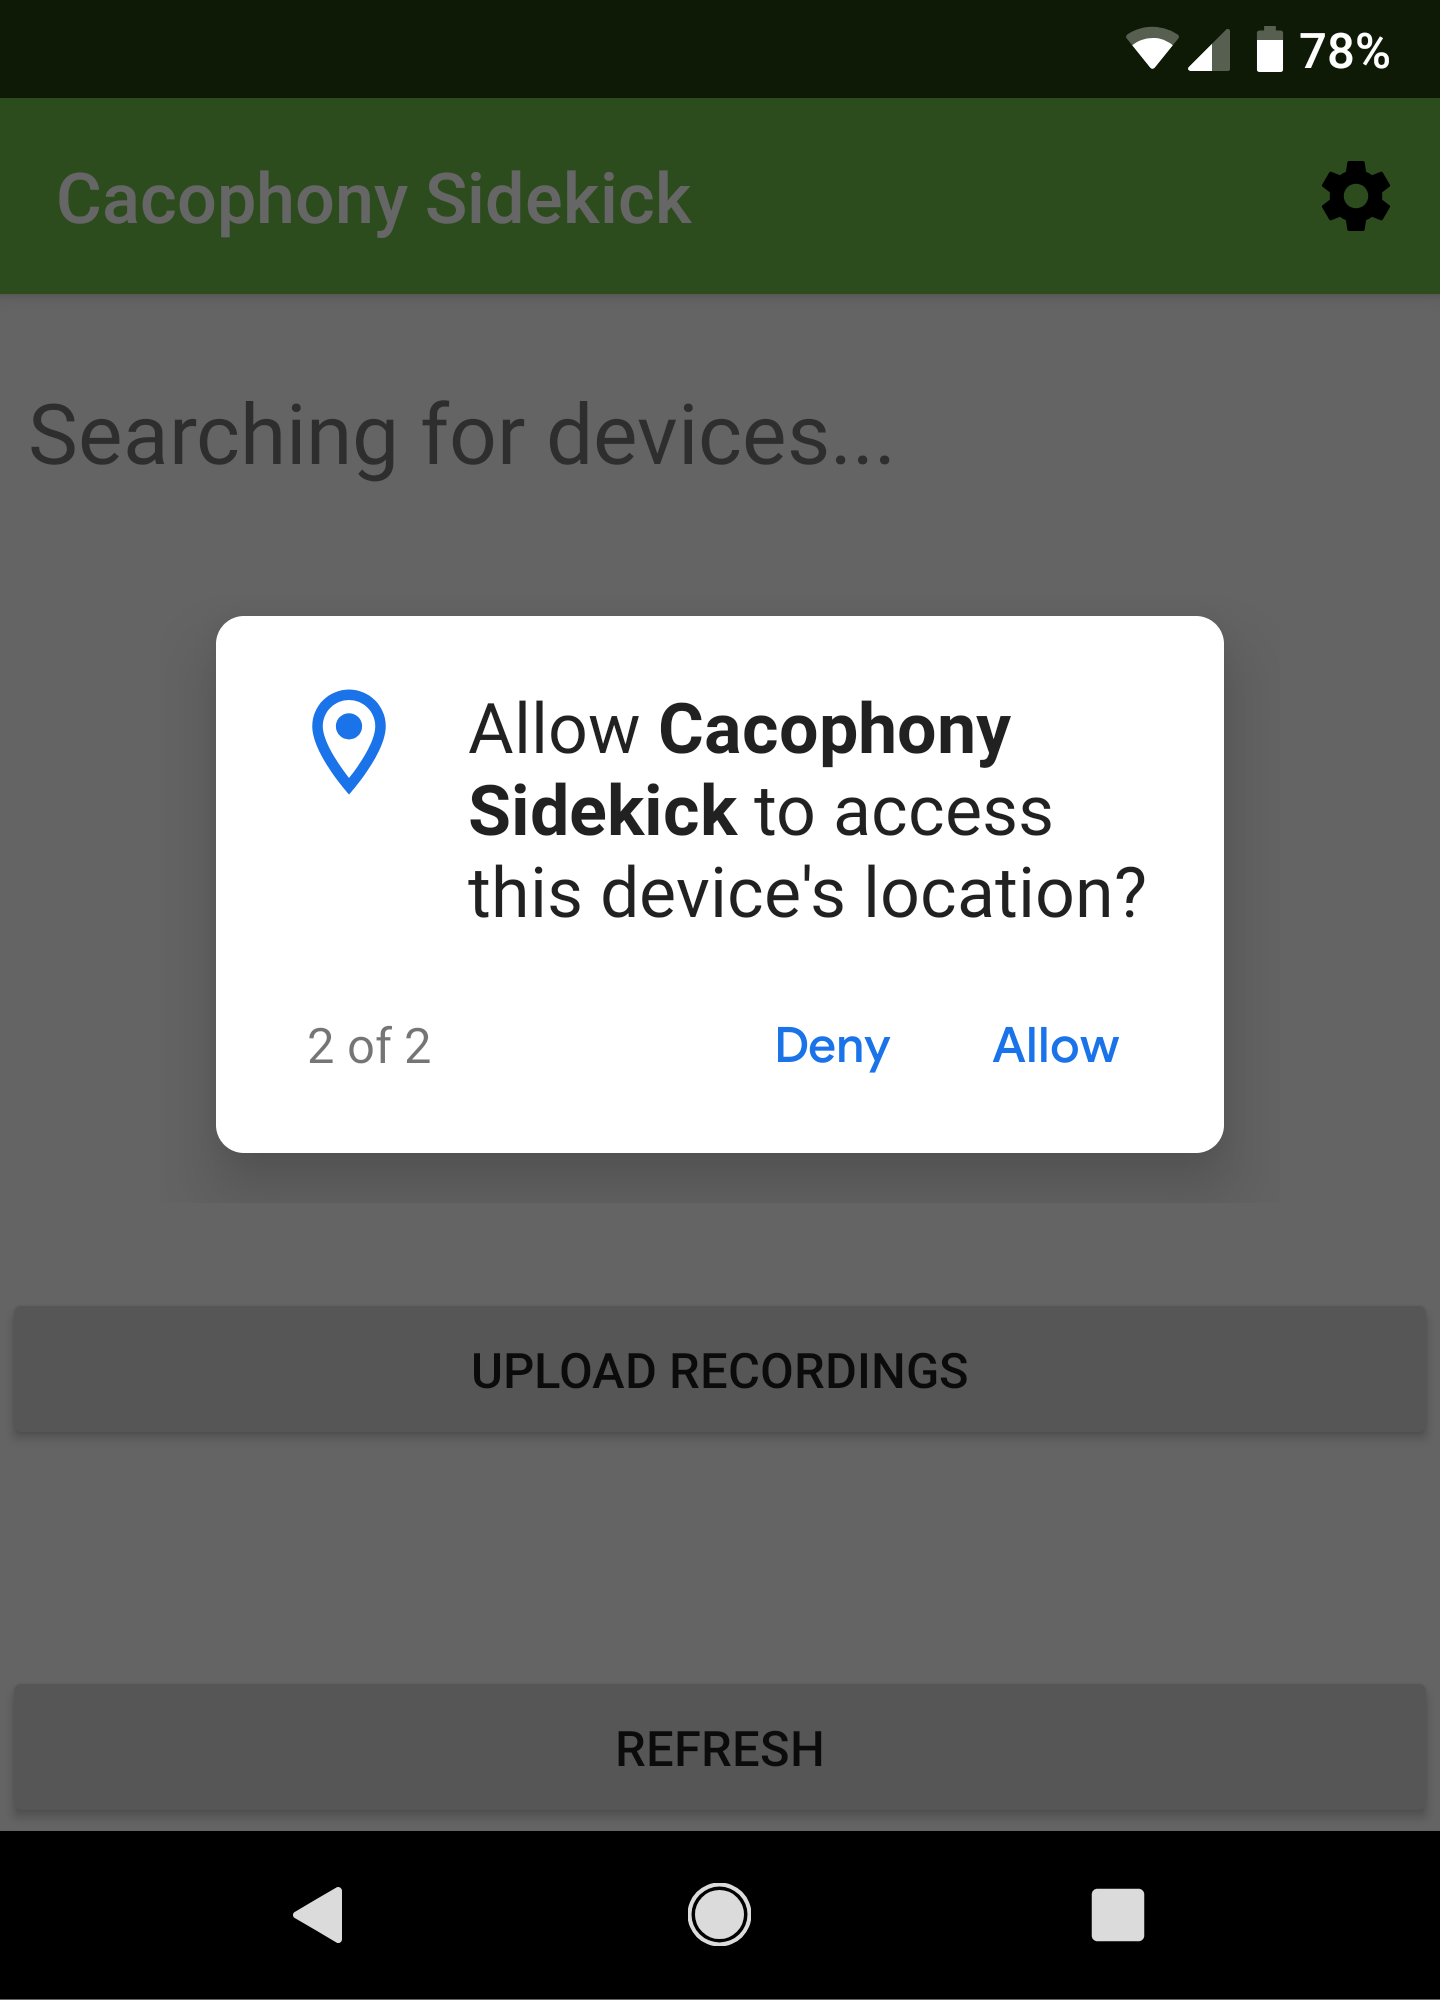 78%
Cacophony Sidekick
Searching for devices...
Allow Cacophony
Sidekick to access
this device's location?
2 of 2 Deny Allow
UPLOAD RECORDINGS
REFRESH